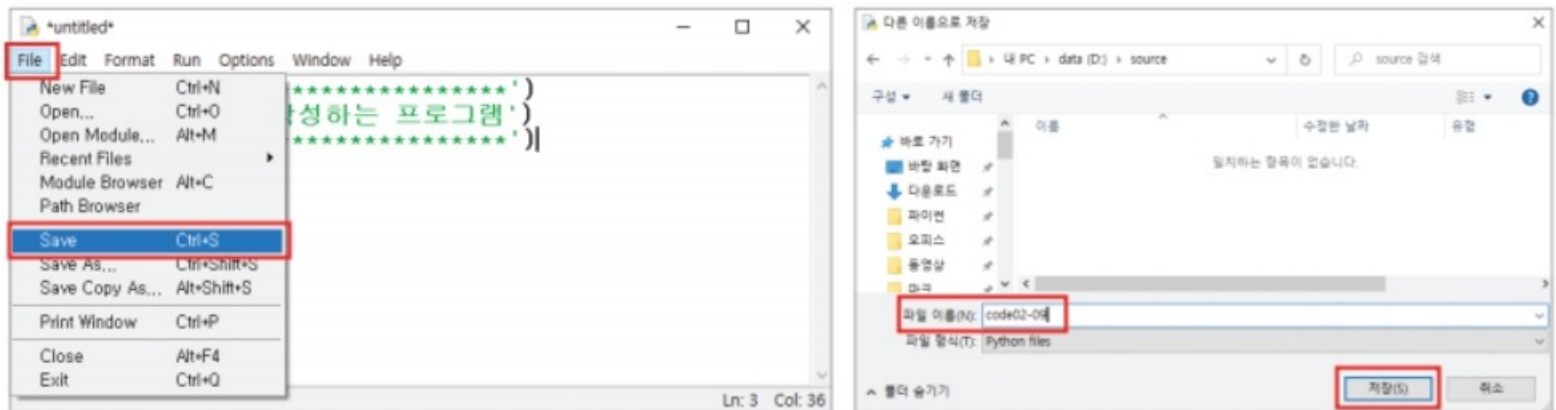 *untitled*
File Edit Format Run Options Window Help
New File Ctrl+N
Open... Ctrl+O
Open Module... Alt+M
Recent Files
Module Browser Alt+C
Path Browser
Save Ctrl+S
Save As... Ctrl+Shift+S
Save Copy As... Alt+Shift+S
Print Window Ctrl+P
Close Alt+F4
Exit Ctrl+Q
***************')
성하는 프로그램')
***************')
Ln: 3 Col: 36
다른 이름으로 저장
내 PC › data (D:) › source
source 검색
구성 새 폴더
이름 수정한 날짜 유형
일치하는 항목이 없습니다.
바로 가기
바탕 화면
다운로드
파이썬
오피스
동영상
마크
파일 이름(N): code02-09
파일 형식(T): Python files
폴더 숨기기
저장(S) 취소